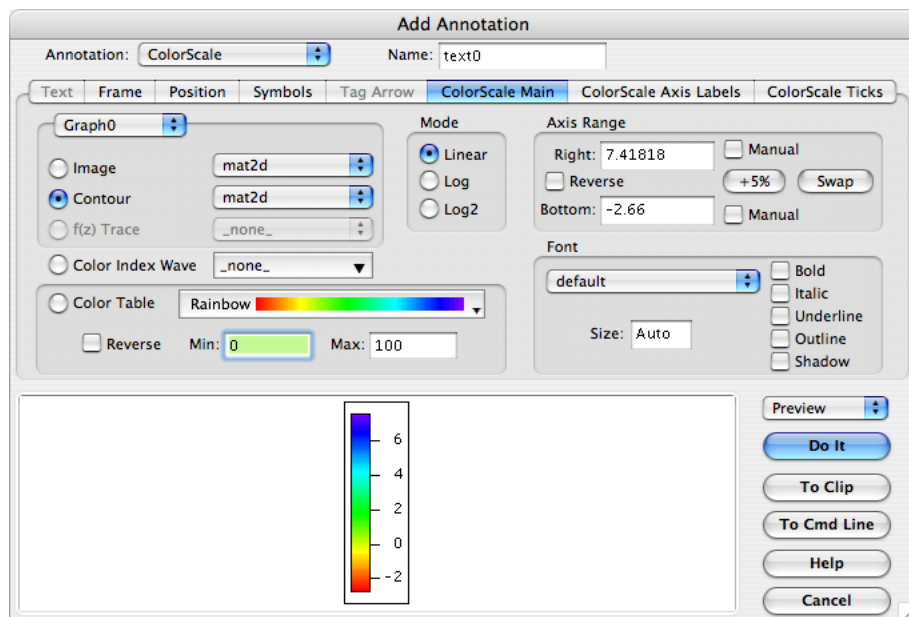 Add Annotation
Annotation: ColorScale Name: text0
Text Frame Position Symbols Tag Arrow ColorScale Main ColorScale Axis Labels ColorScale Ticks
Graph0
Image mat2d
Contour mat2d
f(z) Trace _none_
Color Index Wave _none_
Color Table Rainbow
Reverse Min: 0 Max: 100
Mode
Linear
Log
Log2
Axis Range
Right: 7.41818 Manual
Reverse +5% Swap
Bottom: -2.66 Manual
Font
default
Size: Auto
Bold
Italic
Underline
Outline
Shadow
6
4
2
0
-2
Preview
Do It
To Clip
To Cmd Line
Help
Cancel